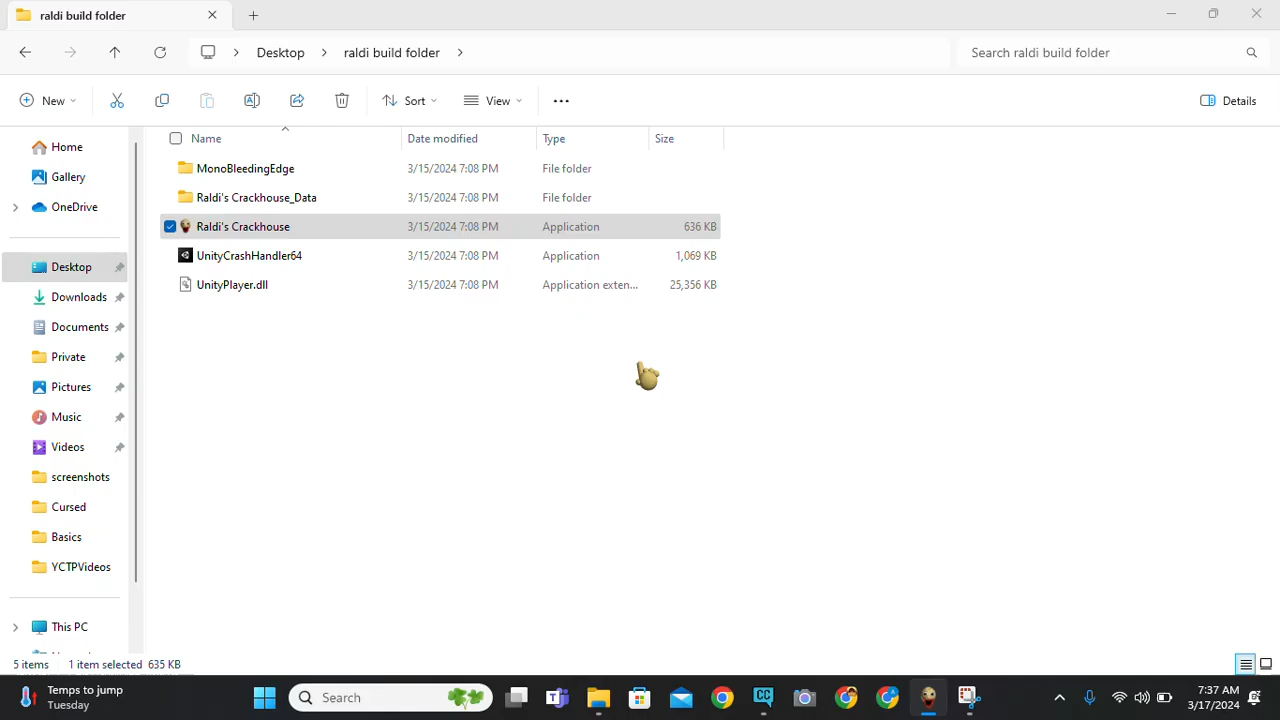 raldi build folder
Desktop
raldi build folder
Search raldi build folder
New
Sort
View
Details
Name
Date modified
Type
Size
MonoBleedingEdge 3/15/2024 7:08 PM File folder
Raldi's Crackhouse_Data 3/15/2024 7:08 PM File folder
Raldi's Crackhouse 3/15/2024 7:08 PM Application 636 KB
UnityCrashHandler64 3/15/2024 7:08 PM Application 1,069 KB
UnityPlayer.dll 3/15/2024 7:08 PM Application exten... 25,356 KB
Home
Gallery
OneDrive
Desktop
Downloads
Documents
Private
Pictures
Music
Videos
screenshots
Cursed
Basics
YCTPVideos
This PC
5 items 1 item selected 635 KB
Temps to jump
Tuesday
Search
CC
7:37 AM
3/17/2024